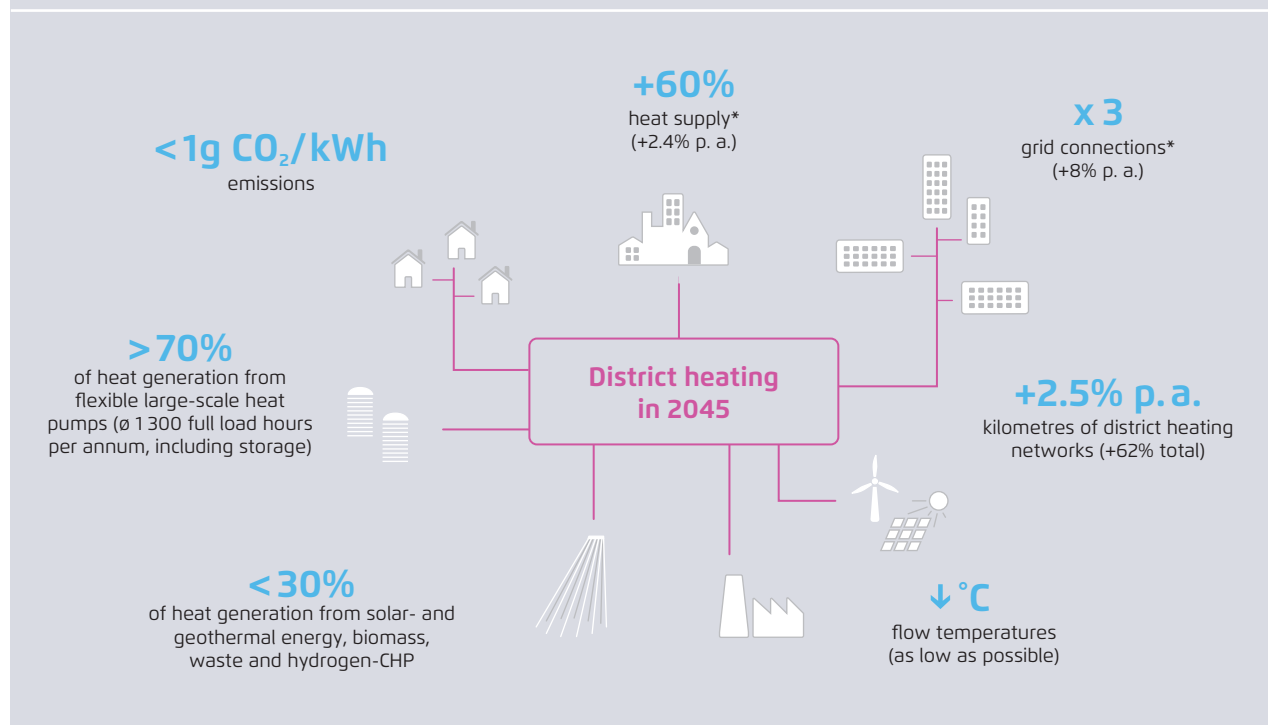 +60%
heat supply*
(+2.4% p. a.)
x 3
grid connections*
(+8% p. a.)
<1g CO₂/kWh
emissions
>70%
of heat generation from
flexible large-scale heat
pumps (ø 1 300 full load hours
per annum, including storage)
District heating
in 2045
+2.5% p. a.
kilometres of district heating
networks (+62% total)
<30%
of heat generation from solar- and
geothermal energy, biomass,
waste and hydrogen-CHP
↓ °C
flow temperatures
(as low as possible)